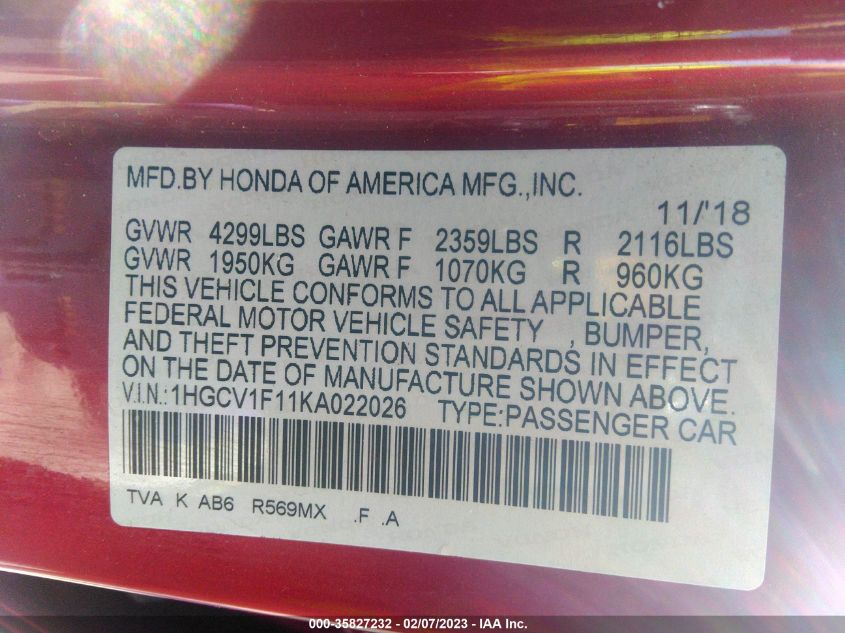 MFD.BY HONDA OF AMERICA MFG.,INC.
11/'18
GVWR 4299LBS GAWR F 2359LBS R 2116LBS
GVWR 1950KG GAWR F 1070KG R 960KG
THIS VEHICLE CONFORMS TO ALL APPLICABLE
FEDERAL MOTOR VEHICLE SAFETY , BUMPER,
AND THEFT PREVENTION STANDARDS IN EFFECT
ON THE DATE OF MANUFACTURE SHOWN ABOVE.
V.I.N.:1HGCV1F11KA022026 TYPE:PASSENGER CAR
TVA K AB6 R569MX .F .A
000-35827232 - 02/07/2023 - IAA Inc.